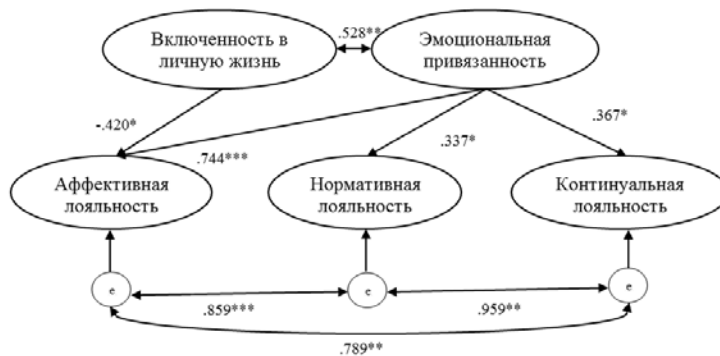 Включенность в
личную жизнь
.528**
Эмоциональная
привязанность
-.420*
.744***
.337*
.367*
Аффективная
лояльность
Нормативная
лояльность
Континуальная
лояльность
e
e
e
.859***
.959**
.789**